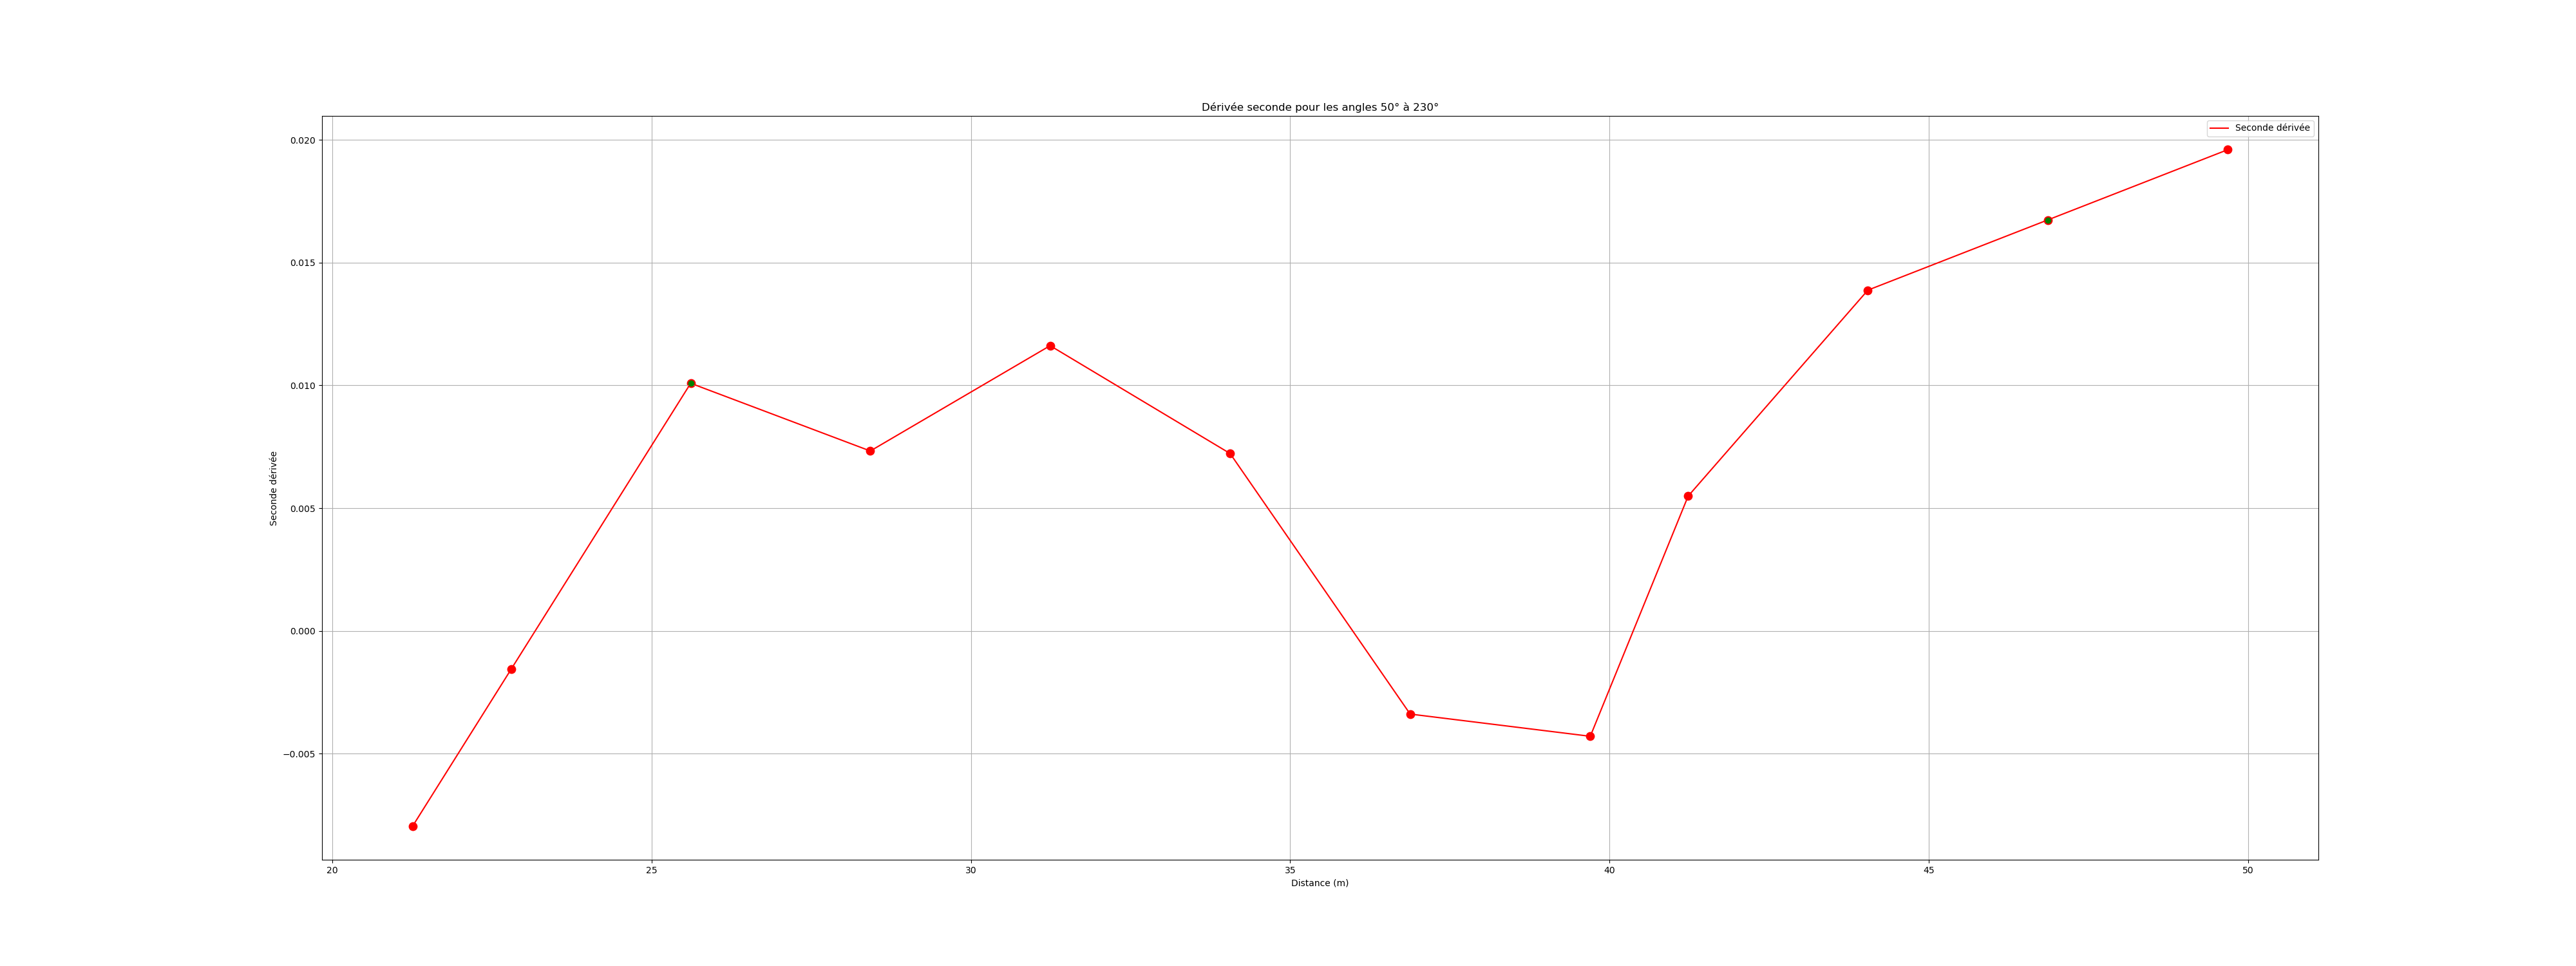 Dérivée seconde pour les angles 50° à 230°
Seconde dérivée
0.020
0.015
0.010
0.005
0.000
−0.005
Seconde dérivée
20 25 30 35 40 45 50
Distance (m)